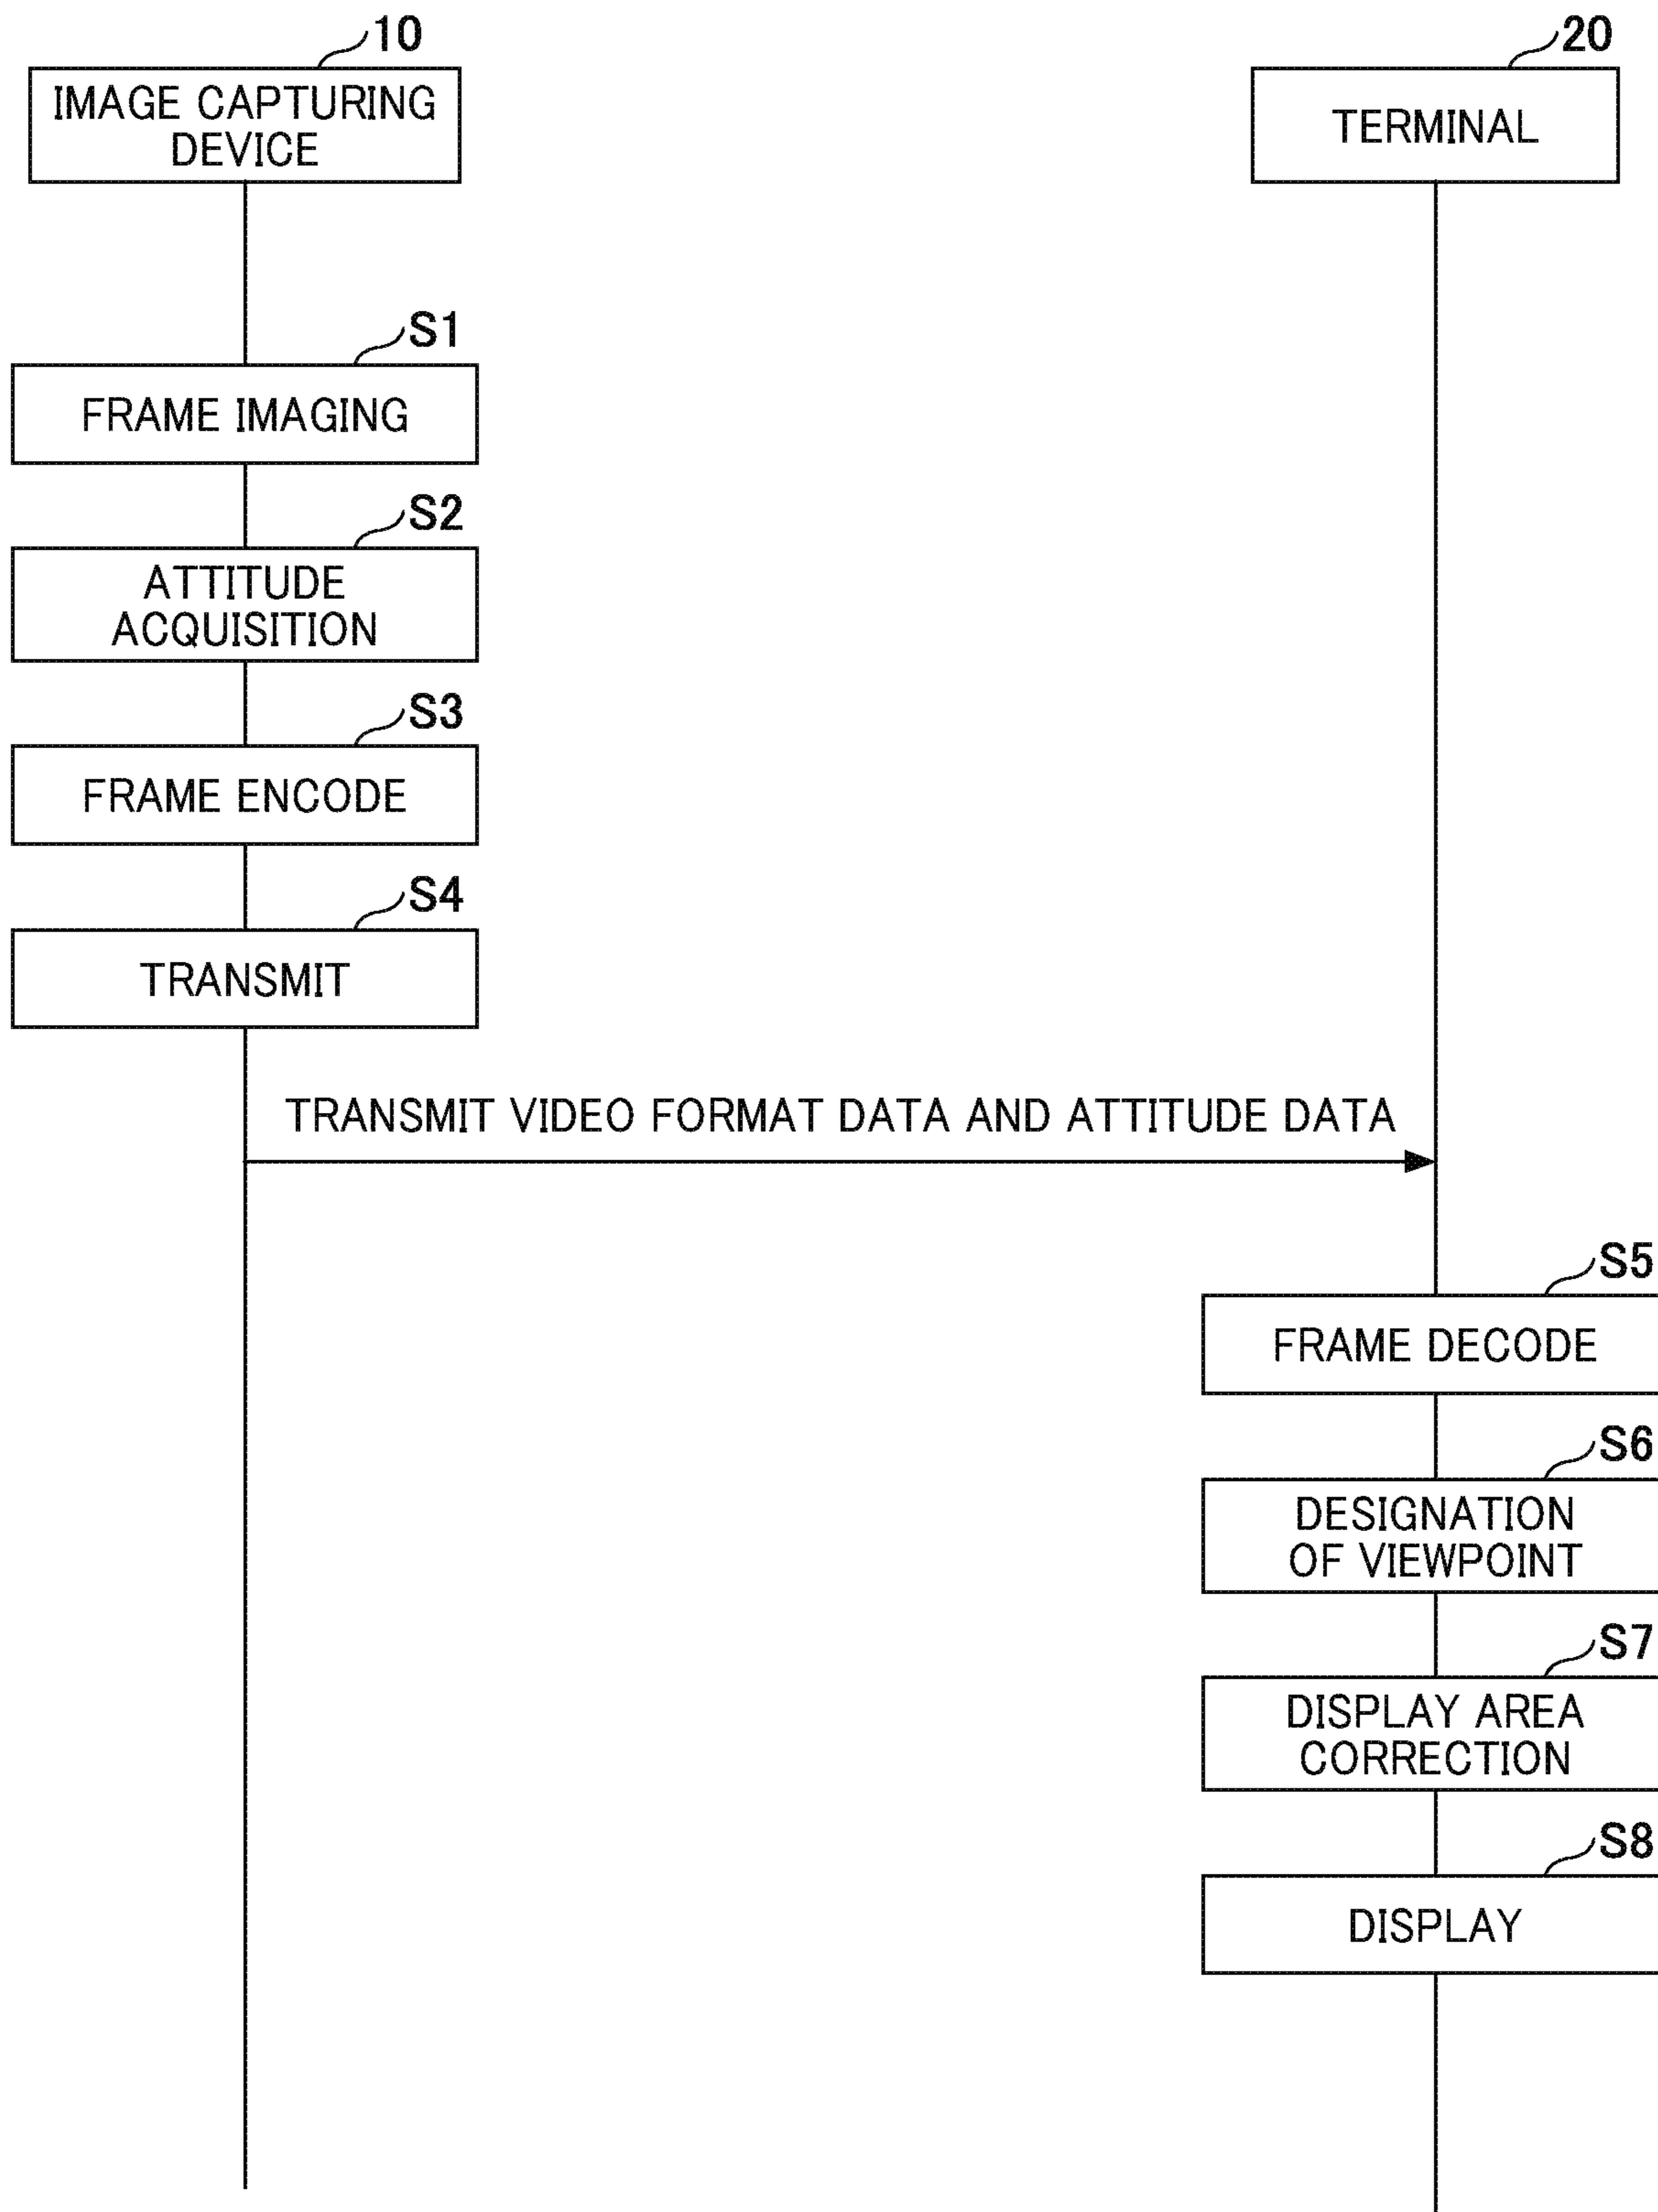 10
IMAGE CAPTURING
DEVICE
20
TERMINAL
S1
FRAME IMAGING
S2
ATTITUDE
ACQUISITION
S3
FRAME ENCODE
S4
TRANSMIT
TRANSMIT VIDEO FORMAT DATA AND ATTITUDE DATA
S5
FRAME DECODE
S6
DESIGNATION
OF VIEWPOINT
S7
DISPLAY AREA
CORRECTION
S8
DISPLAY